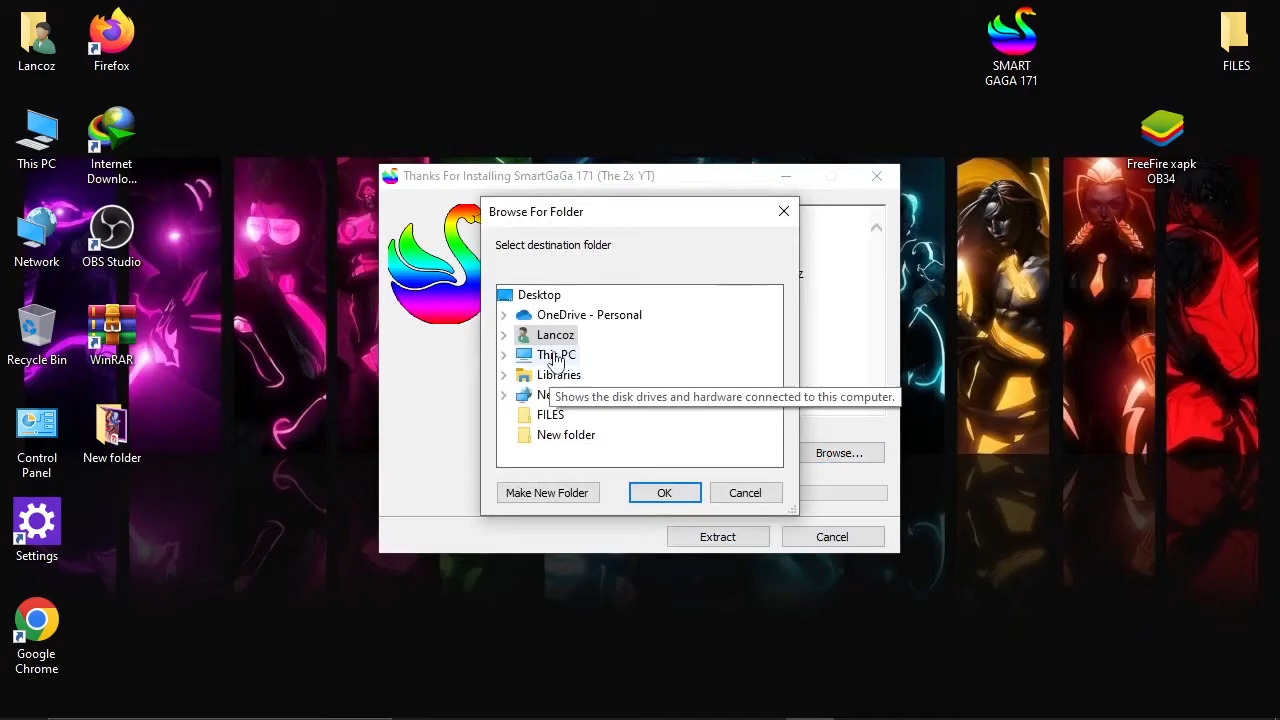 Lancoz
Firefox
SMART
GAGA 171
FILES
This PC
Internet
Downlo...
FreeFire xapk
OB34
Network
OBS Studio
Recycle Bin
WinRAR
Control
Panel
New folder
Settings
Google
Chrome
Thanks For Installing SmartGaGa 171 (The 2x YT)
Browse For Folder
Select destination folder
Desktop
OneDrive - Personal
Lancoz
This PC
Libraries
Shows the disk drives and hardware connected to this computer.
FILES
New folder
Browse...
Make New Folder
OK
Cancel
Extract
Cancel